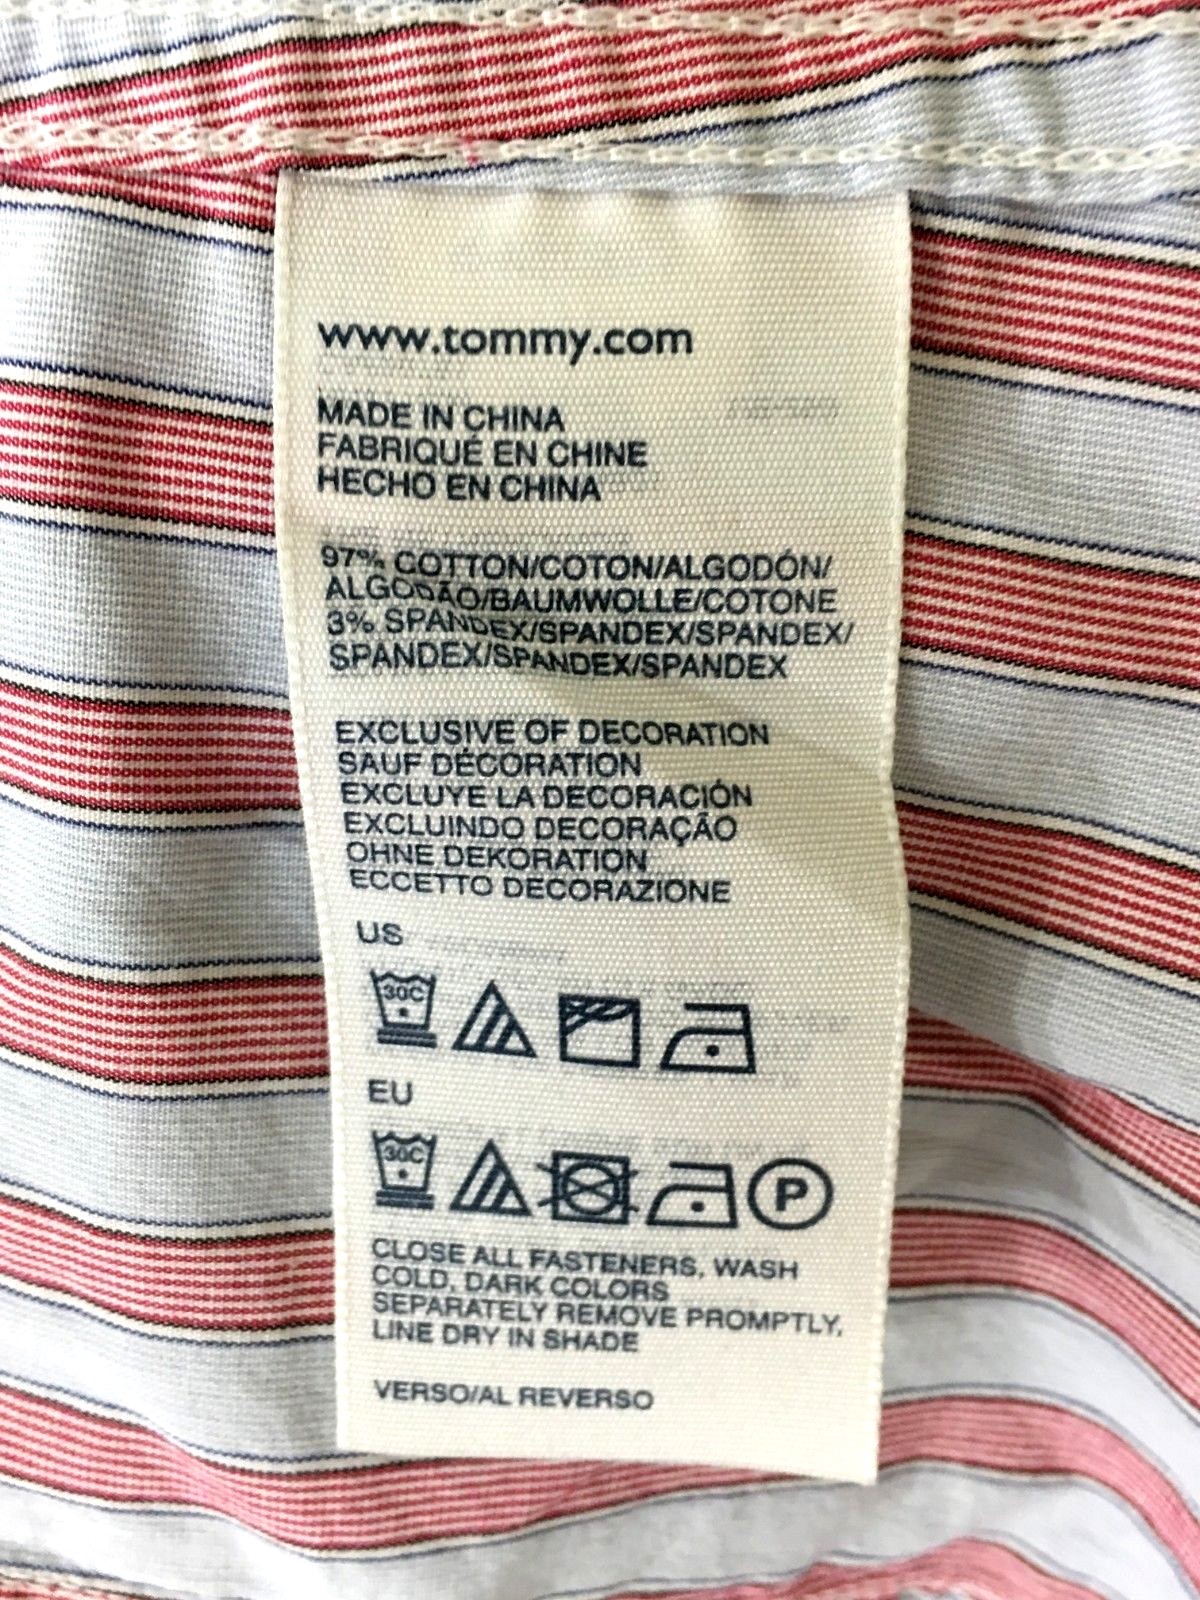 www.tommy.com
MADE IN CHINA
FABRIQUÉ EN CHINE
HECHO EN CHINA
97% COTTON/COTON/ALGODÓN/
ALGODÃO/BAUMWOLLE/COTONE
3% SPANDEX/SPANDEX/SPANDEX/
SPANDEX/SPANDEX/SPANDEX
EXCLUSIVE OF DECORATION
SAUF DÉCORATION
EXCLUYE LA DECORACIÓN
EXCLUINDO DECORAÇÃO
OHNE DEKORATION
ECCETTO DECORAZIONE
US
30C
EU
30C P
CLOSE ALL FASTENERS, WASH
COLD, DARK COLORS
SEPARATELY REMOVE PROMPTLY,
LINE DRY IN SHADE
VERSO/AL REVERSO